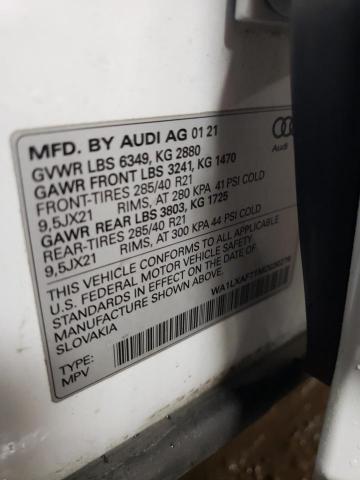 MFD. BY AUDI AG 01 21
GVWR LBS 6349, KG 2880
GAWR FRONT LBS 3241, KG 1470
FRONT-TIRES 285/40 R21
9,5JX21 RIMS, AT 280 KPA 41 PSI COLD
GAWR REAR LBS 3803, KG 1725
REAR-TIRES 285/40 R21
9,5JX21 RIMS, AT 300 KPA 44 PSI COLD
THIS VEHICLE CONFORMS TO ALL APPLICABLE
U.S. FEDERAL MOTOR VEHICLE SAFETY
STANDARDS IN EFFECT ON THE DATE OF
MANUFACTURE SHOWN ABOVE.
SLOVAKIA
TYPE:
MPV